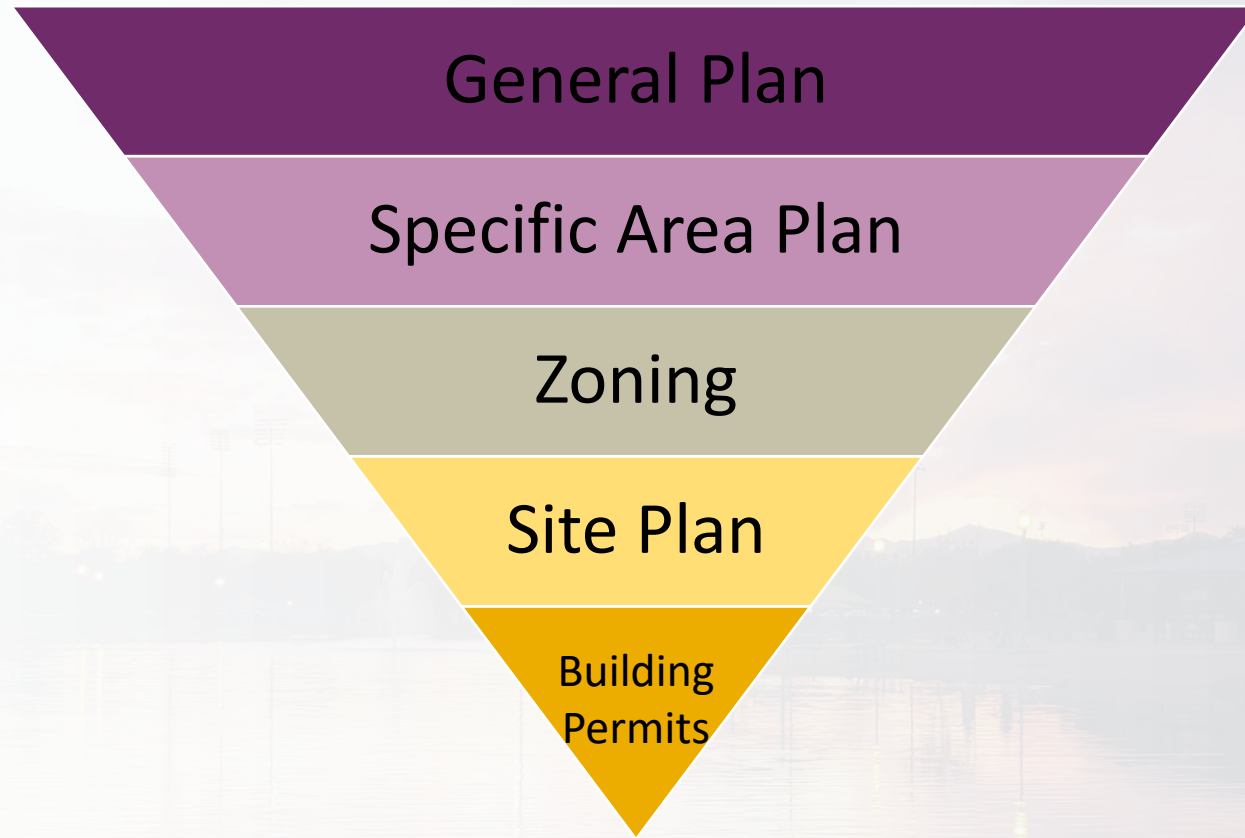 General Plan
Specific Area Plan
Zoning
Site Plan
Building
Permits